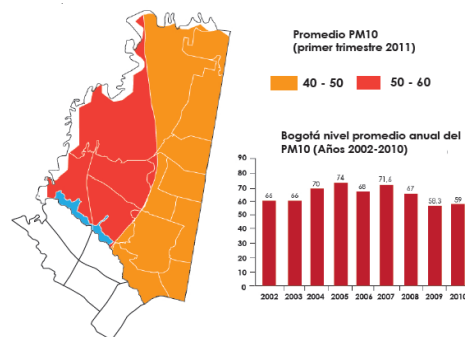 Promedio PM10
(primer trimestre 2011)
40 - 50
50 - 60
Bogotá nivel promedio anual del
PM10 (Años 2002-2010)
90
80
70
60
50
40
30
20
10
0
66
66
70
74
68
71,6
67
58,3
59
2002 2003 2004 2005 2006 2007 2008 2009 2010